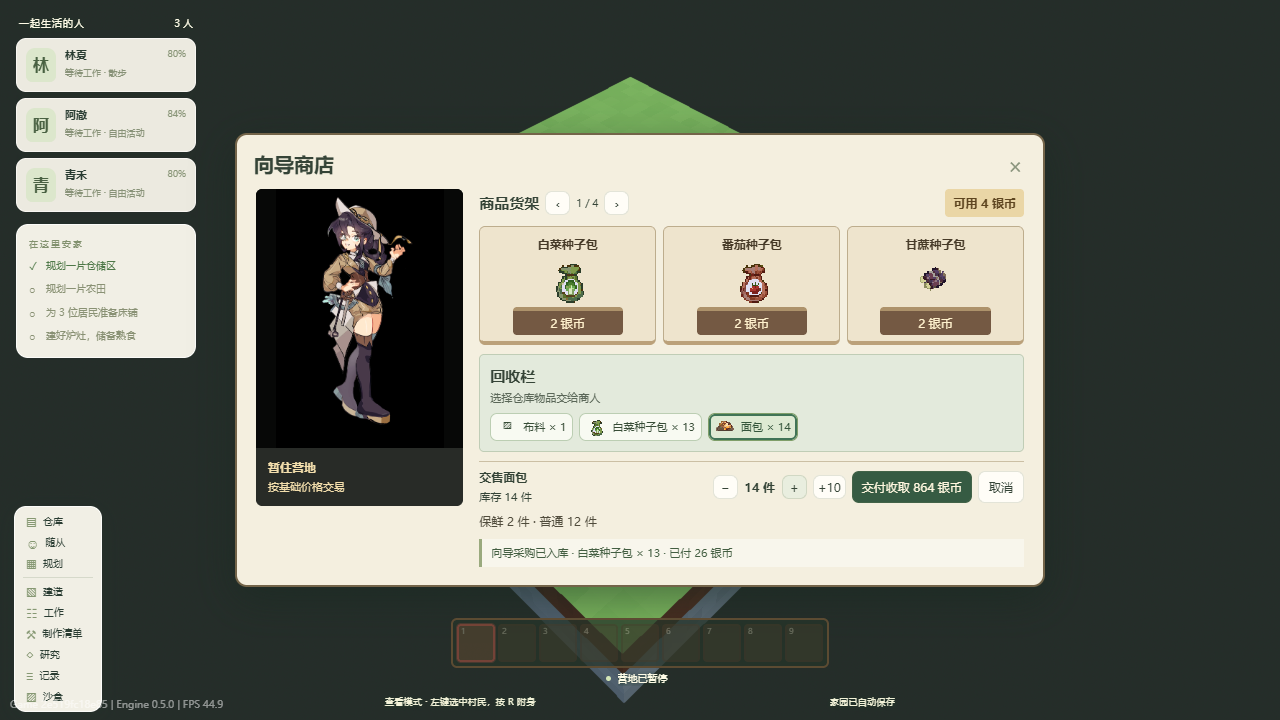 一起生活的人 3 人
林
林夏 80%
等待工作 · 散步
阿
阿澈 84%
等待工作 · 自由活动
青
青禾 80%
等待工作 · 自由活动
在这里安家
✓ 规划一片仓储区
○ 规划一片农田
○ 为 3 位居民准备床铺
○ 建好炉灶，储备熟食
向导商店 ×
暂住营地
按基础价格交易
商品货架 ‹ 1 / 4 › 可用 4 银币
白菜种子包
2 银币
番茄种子包
2 银币
甘蔗种子包
2 银币
回收栏
选择仓库物品交给商人
布料 × 1 白菜种子包 × 13 面包 × 14
交售面包
库存 14 件
− 14 件 + +10 交付收取 864 银币 取消
保鲜 2 件 · 普通 12 件
向导采购已入库 · 白菜种子包 × 13 · 已付 26 银币
仓库
随从
规划
建造
工作
制作清单
研究
记录
沙盒
1 2 3 4 5 6 7 8 9
营地已暂停
| Engine 0.5.0 | FPS 44.9
查看模式 · 左键选中村民，按 R 附身
家园已自动保存